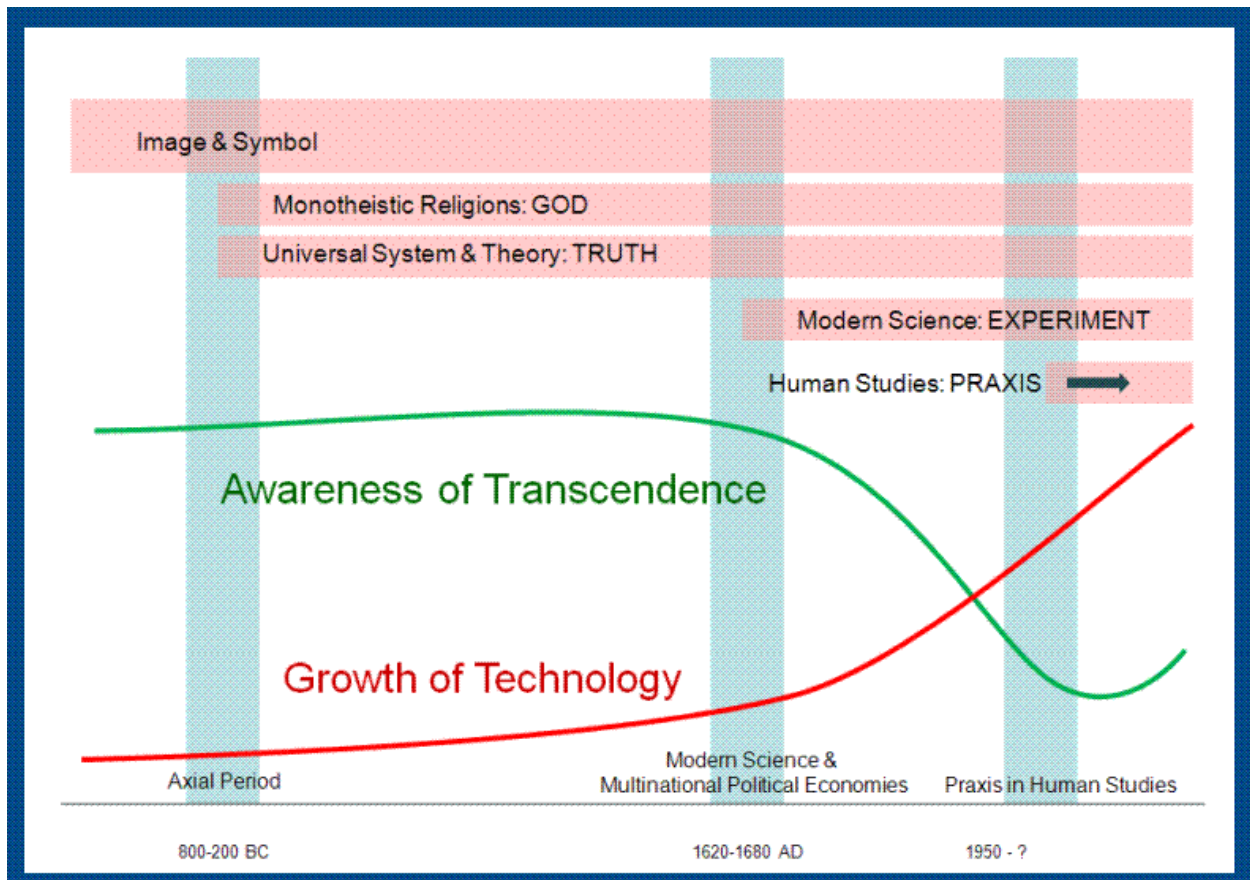 Image & Symbol
Monotheistic Religions: GOD
Universal System & Theory: TRUTH
Modern Science: EXPERIMENT
Human Studies: PRAXIS
Awareness of Transcendence
Growth of Technology
Axial Period
Modern Science &
Multinational Political Economies
Praxis in Human Studies
800-200 BC
1620-1680 AD
1950 - ?